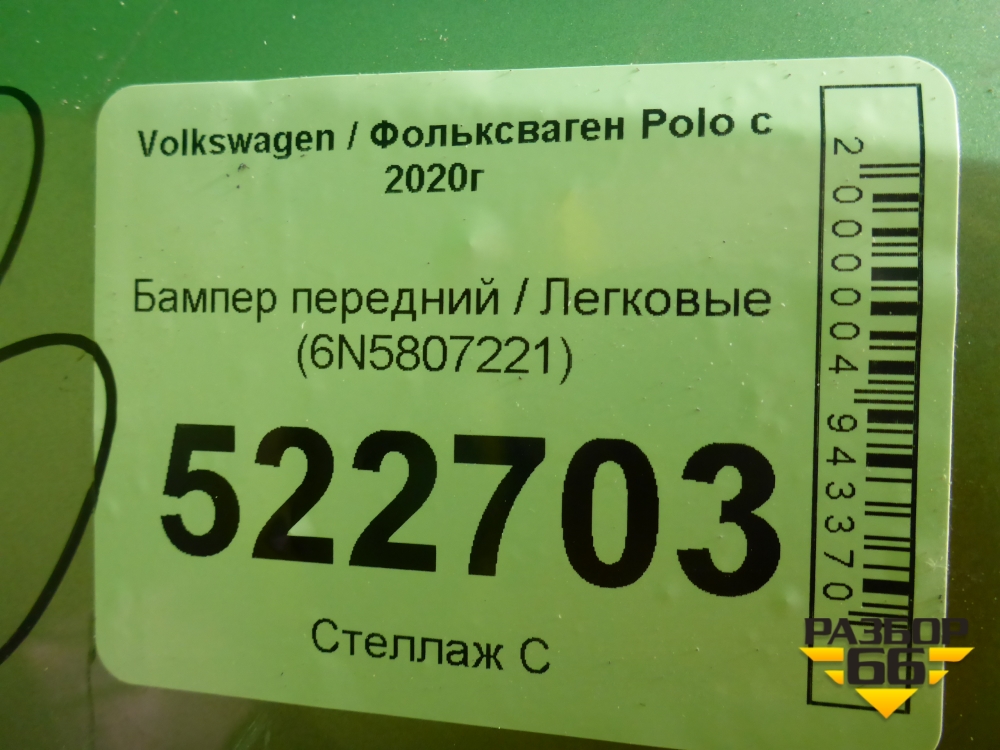 Volkswagen / Фольксваген Polo с
2020г
Бампер передний / Легковые
(6N5807221)
522703
Стеллаж С
2000004943370
РАЗБОР
66